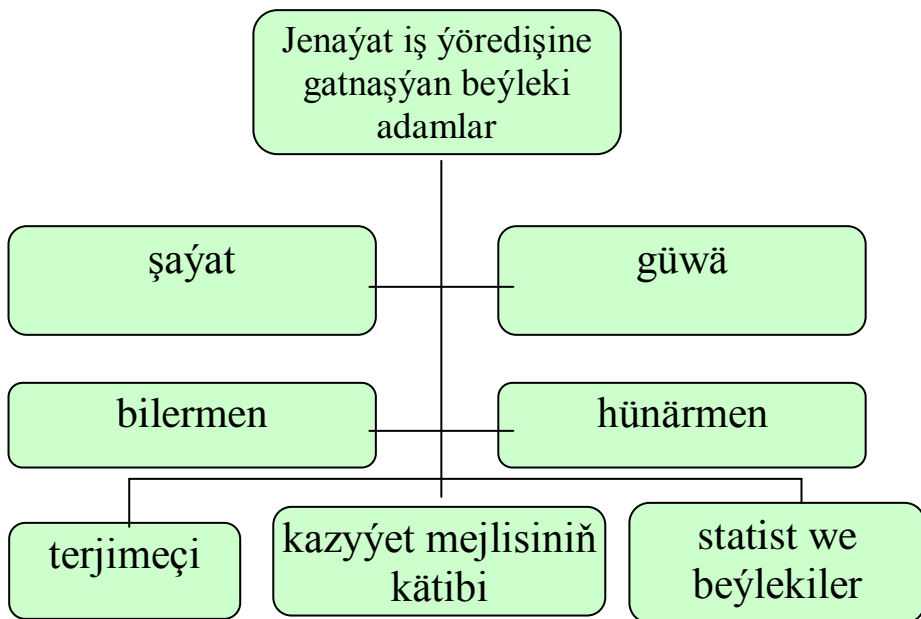 Jenaýat iş ýöredişine
gatnaşýan beýleki
adamlar
şaýat
güwä
bilermen
hünärmen
terjimeçi
kazyýet mejlisiniň
kätibi
statist we
beýlekiler